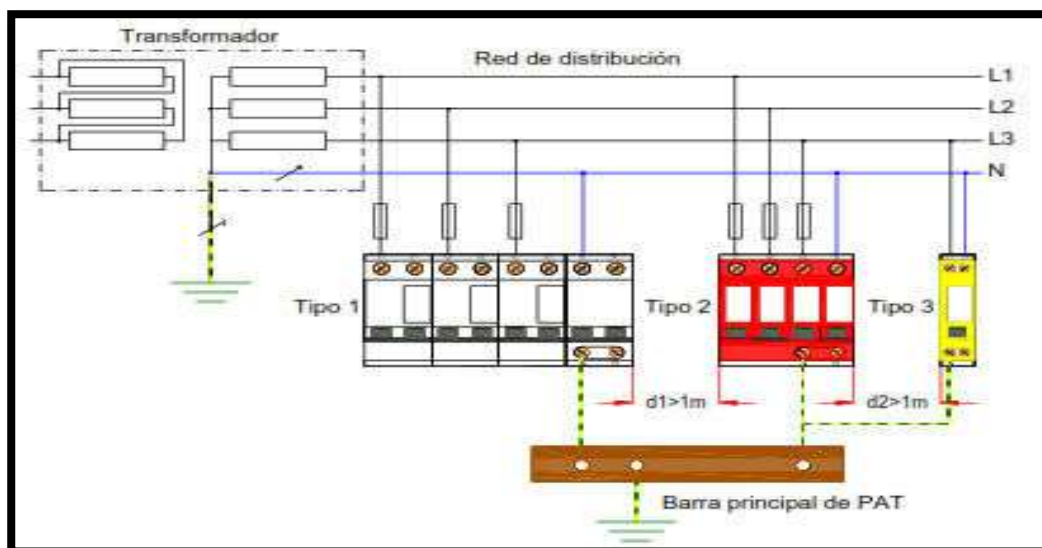 Transformador
Red de distribución
L1
L2
L3
N
Tipo 1
Tipo 2
Tipo 3
d1>1m
d2>1m
Barra principal de PAT